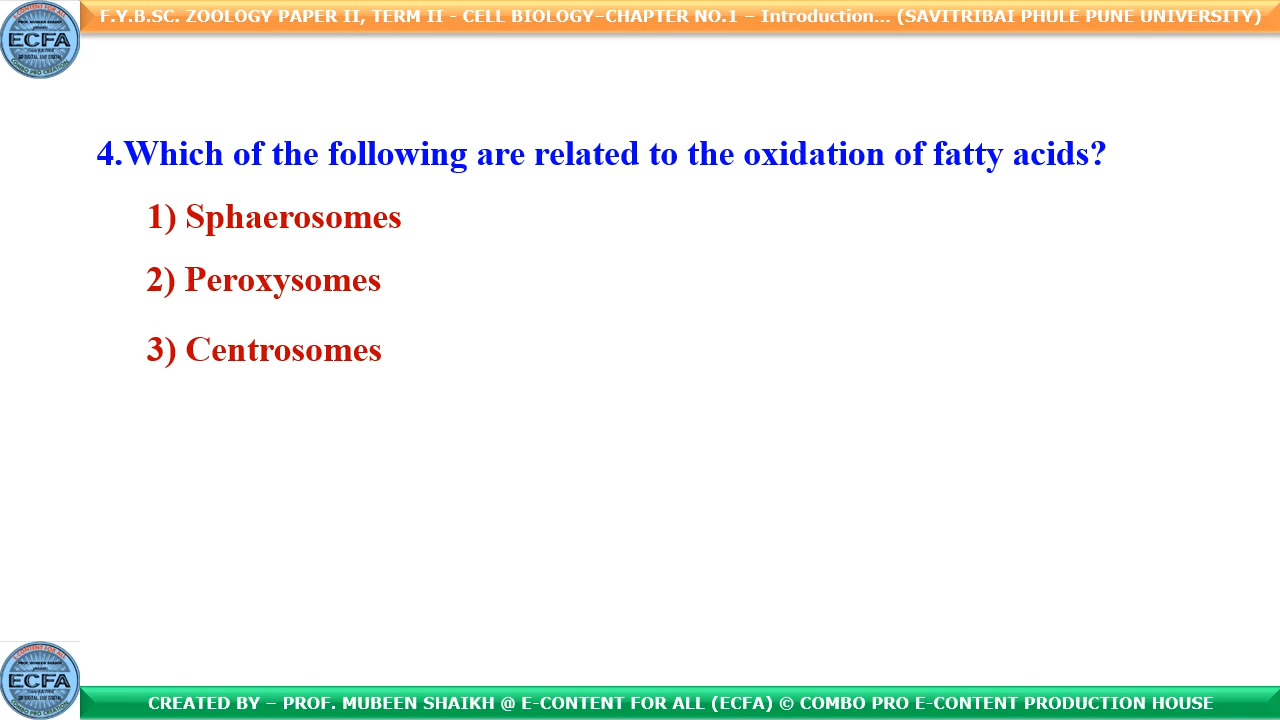 F.Y.B.SC. ZOOLOGY PAPER II, TERM II - CELL BIOLOGY–CHAPTER NO.1 – Introduction... (SAVITRIBAI PHULE PUNE UNIVERSITY)
ECFA
4.Which of the following are related to the oxidation of fatty acids?
1) Sphaerosomes
2) Peroxysomes
3) Centrosomes
ECFA
CREATED BY – PROF. MUBEEN SHAIKH @ E-CONTENT FOR ALL (ECFA) © COMBO PRO E-CONTENT PRODUCTION HOUSE